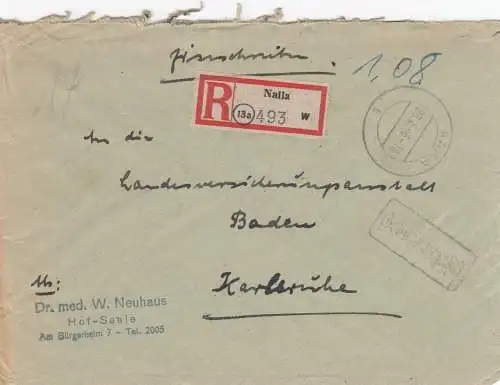 Einschreiben.
1,08
R
Naila
(13a) 493 W
An die
Landesversicherungsanstalt
Baden
Karlsruhe
Dr. med. W. Neuhaus
Hof-Saale
Am Bürgerheim 7 - Tel. 2005